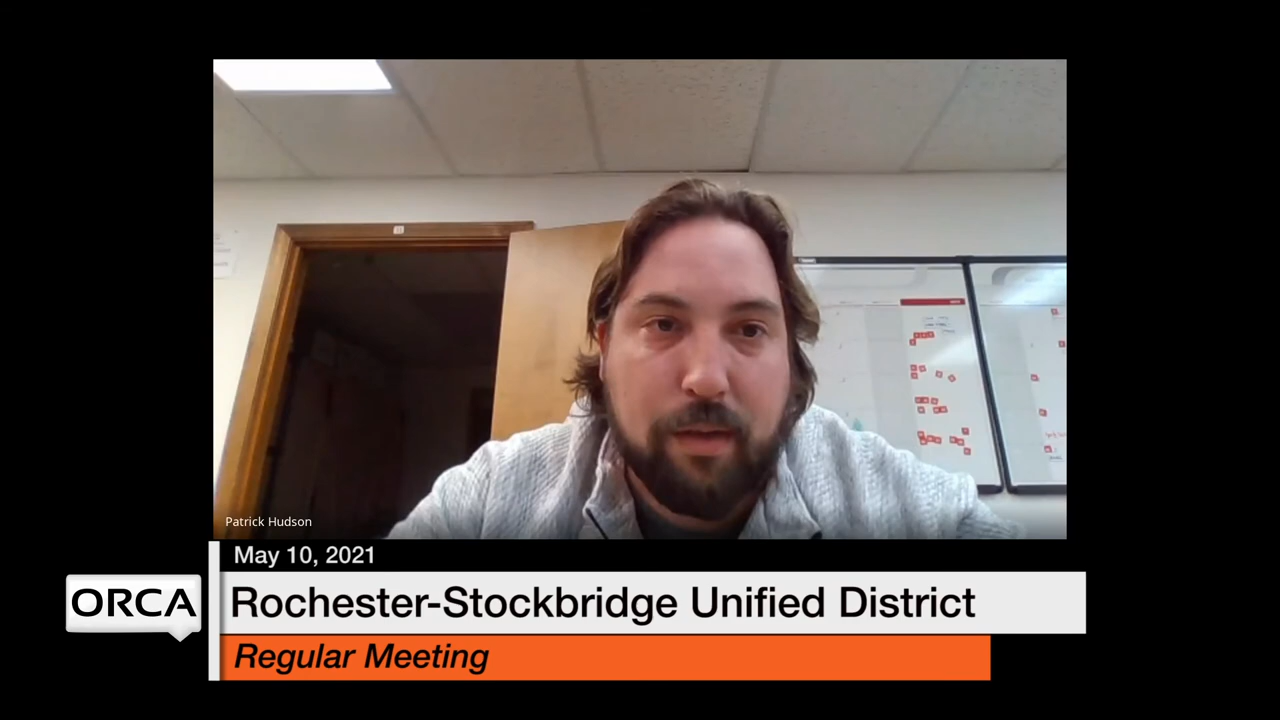 Patrick Hudson
May 10, 2021
ORCA
Rochester-Stockbridge Unified District
Regular Meeting